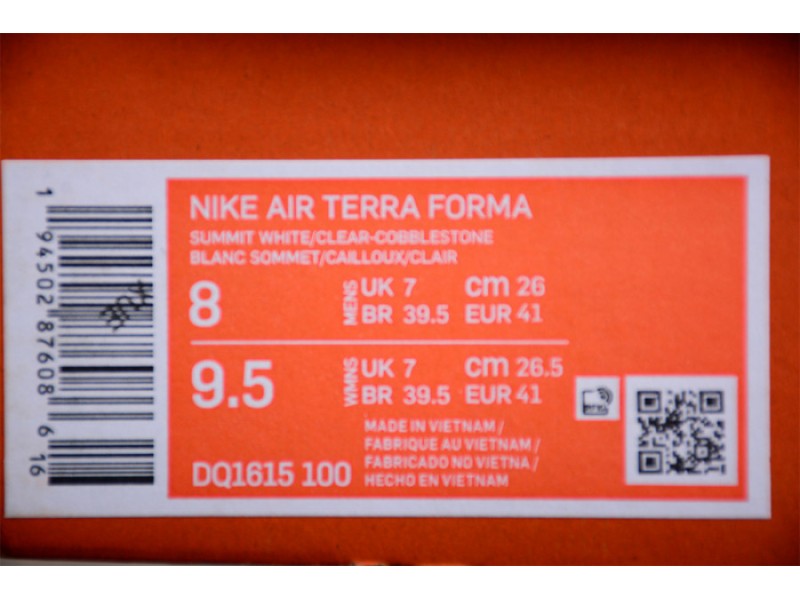 NIKE AIR TERRA FORMA
SUMMIT WHITE/CLEAR-COBBLESTONE
BLANC SOMMET/CAILLOUX/CLAIR
8
MENS
UK 7 cm 26
BR 39.5 EUR 41
9.5
WMNS
UK 7 cm 26.5
BR 39.5 EUR 41
DQ1615 100
MADE IN VIETNAM /
FABRIQUE AU VIETNAM /
FABRICADO NO VIETNA /
HECHO EN VIETNAM
1 94502 87608 6 16